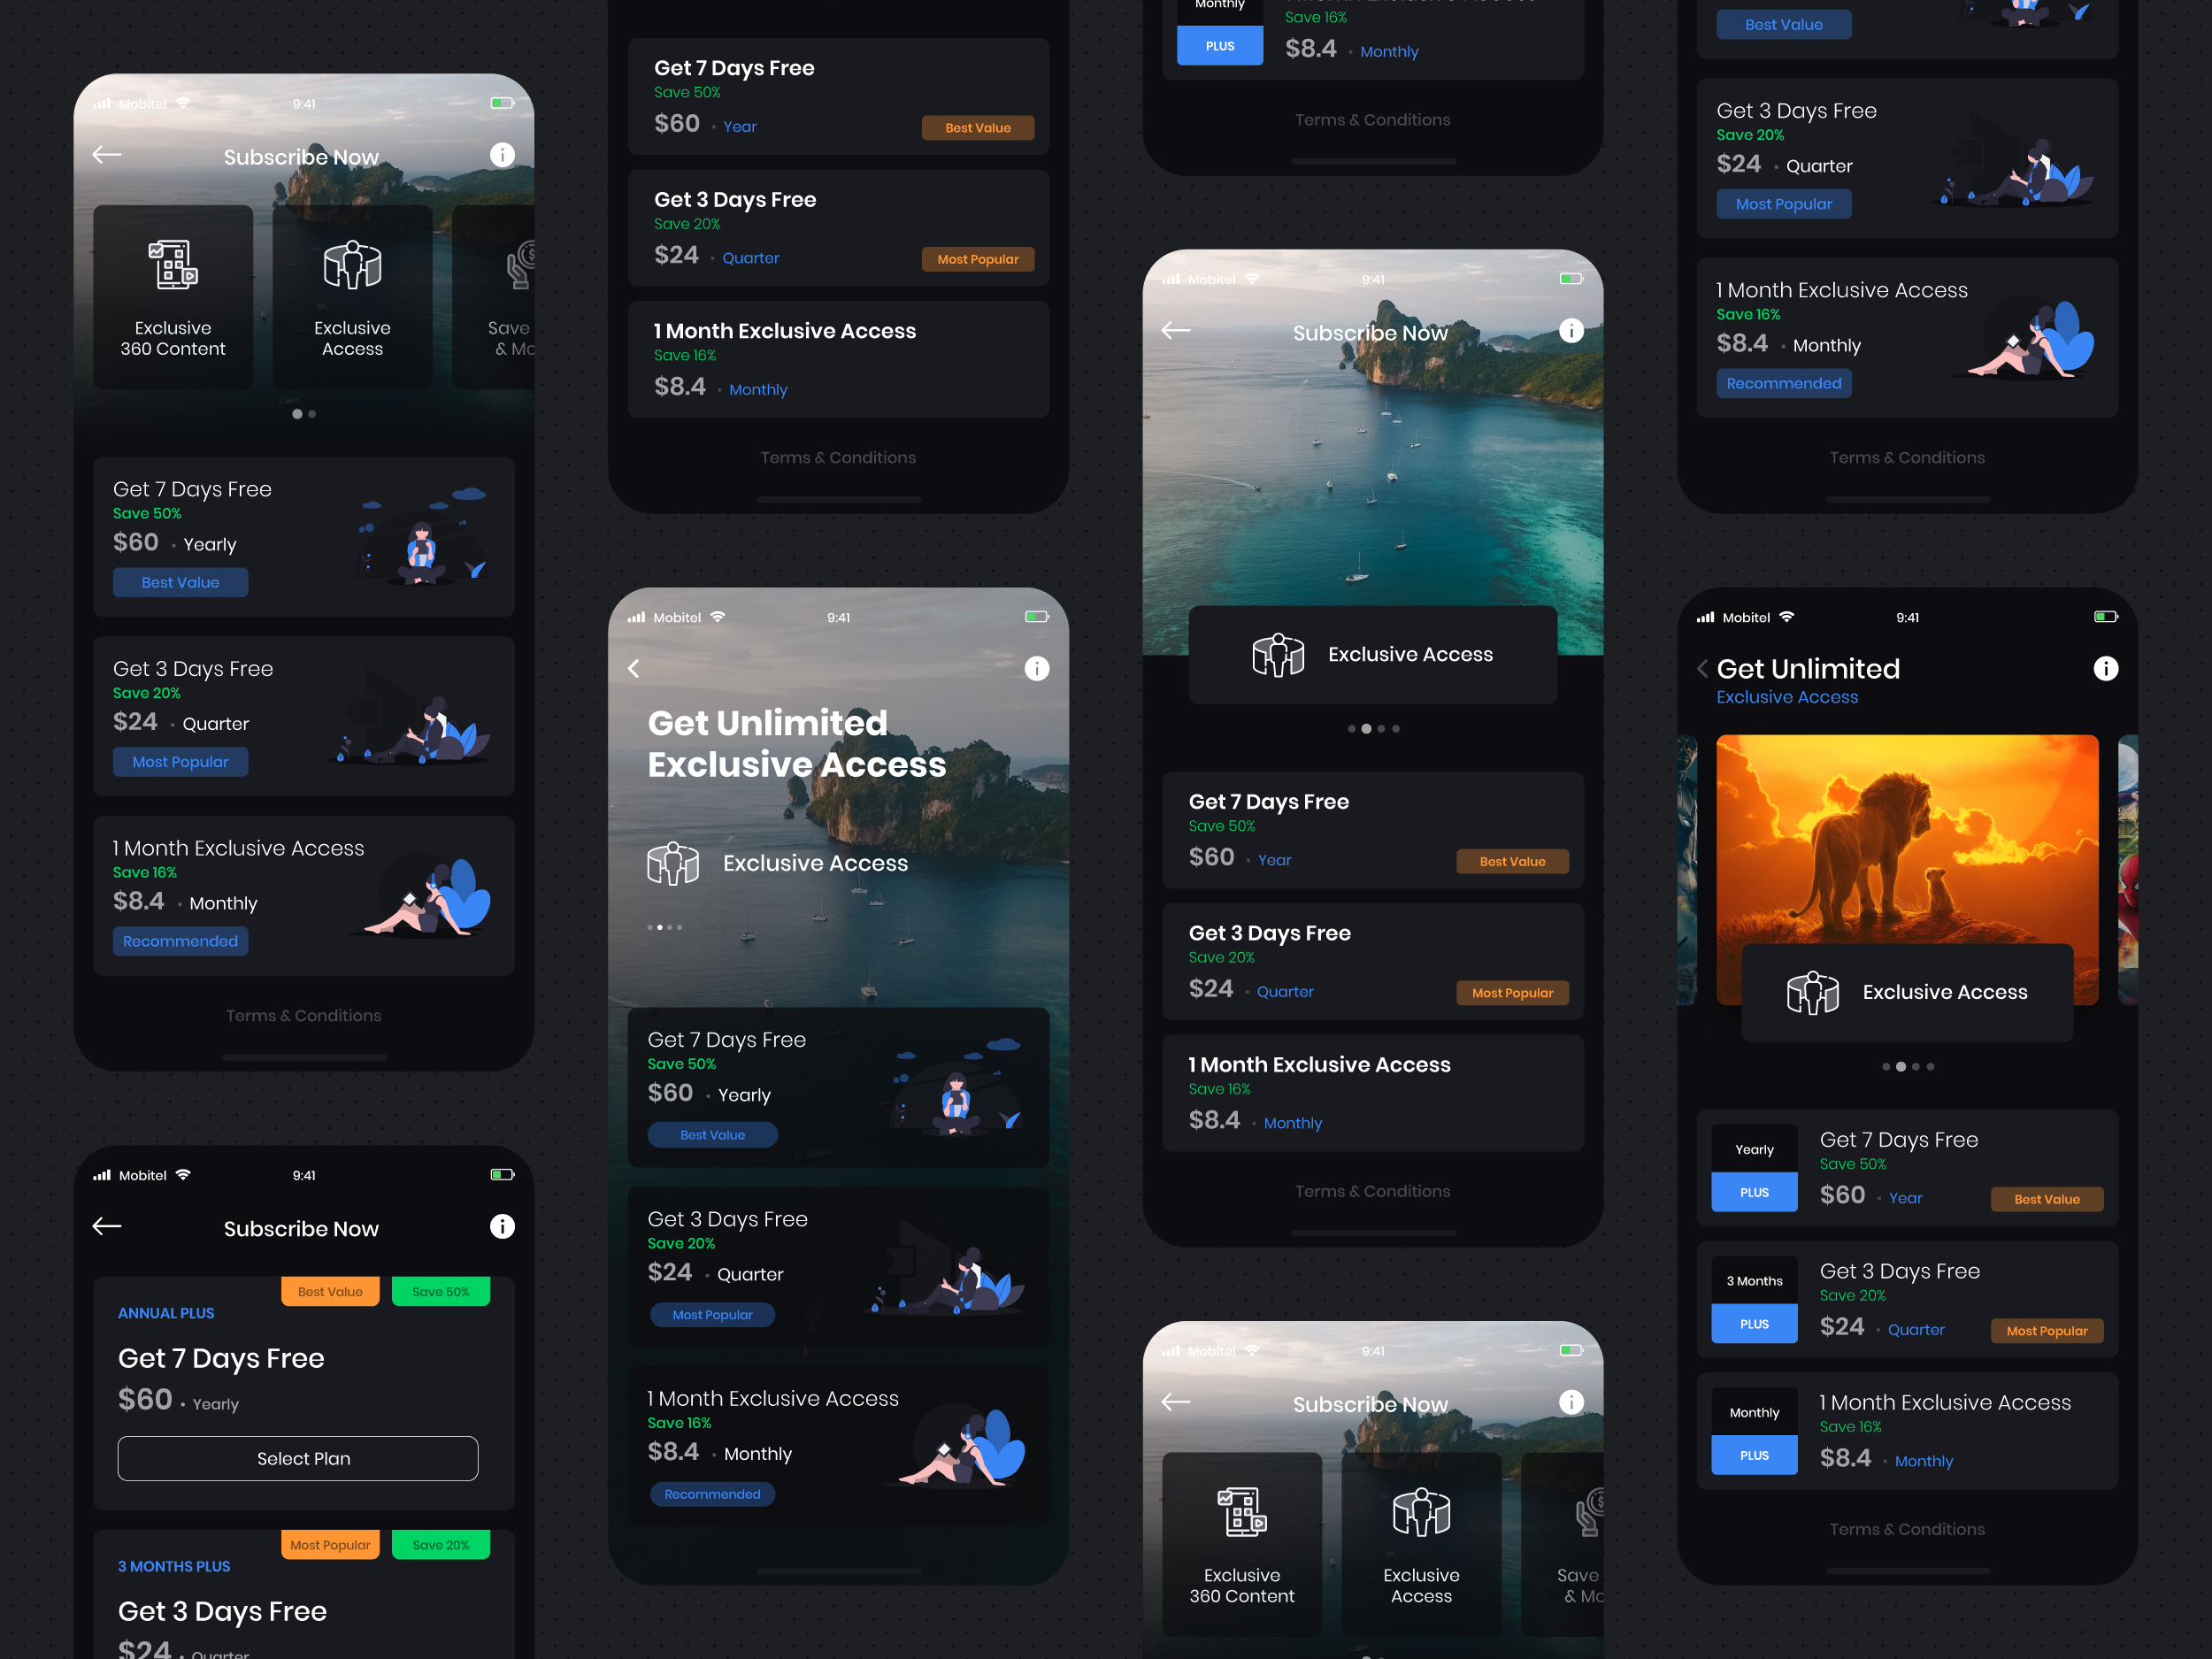 Mobitel
9:41
Subscribe Now
Exclusive
360 Content
Exclusive
Access
Save
Get 7 Days Free
Save 50%
$60 • Yearly
Best Value
Get 3 Days Free
Save 20%
$24 • Quarter
Most Popular
1 Month Exclusive Access
Save 16%
$8.4 • Monthly
Recommended
Terms & Conditions
Mobitel
9:41
Subscribe Now
Best Value
Save 50%
ANNUAL PLUS
Get 7 Days Free
$60 • Yearly
Select Plan
Most Popular
Save 20%
3 MONTHS PLUS
Get 3 Days Free
$24 • Quarter
Get 7 Days Free
Save 50%
$60 • Year
Best Value
Get 3 Days Free
Save 20%
$24 • Quarter
Most Popular
1 Month Exclusive Access
Save 16%
$8.4 • Monthly
Terms & Conditions
Mobitel
9:41
Get Unlimited
Exclusive Access
Exclusive Access
Get 7 Days Free
Save 50%
$60 • Yearly
Best Value
Get 3 Days Free
Save 20%
$24 • Quarter
Most Popular
1 Month Exclusive Access
Save 16%
$8.4 • Monthly
Recommended
Monthly
PLUS
Save 16%
$8.4 • Monthly
Terms & Conditions
Mobitel
9:41
Subscribe Now
Exclusive Access
Get 7 Days Free
Save 50%
$60 • Year
Best Value
Get 3 Days Free
Save 20%
$24 • Quarter
Most Popular
1 Month Exclusive Access
Save 16%
$8.4 • Monthly
Terms & Conditions
Mobitel
9:41
Subscribe Now
Exclusive
360 Content
Exclusive
Access
Save
Best Value
Get 3 Days Free
Save 20%
$24 • Quarter
Most Popular
1 Month Exclusive Access
Save 16%
$8.4 • Monthly
Recommended
Terms & Conditions
Mobitel
9:41
Get Unlimited
Exclusive Access
Exclusive Access
Yearly
PLUS
Get 7 Days Free
Save 50%
$60 • Year
Best Value
3 Months
PLUS
Get 3 Days Free
Save 20%
$24 • Quarter
Most Popular
Monthly
PLUS
1 Month Exclusive Access
Save 16%
$8.4 • Monthly
Terms & Conditions